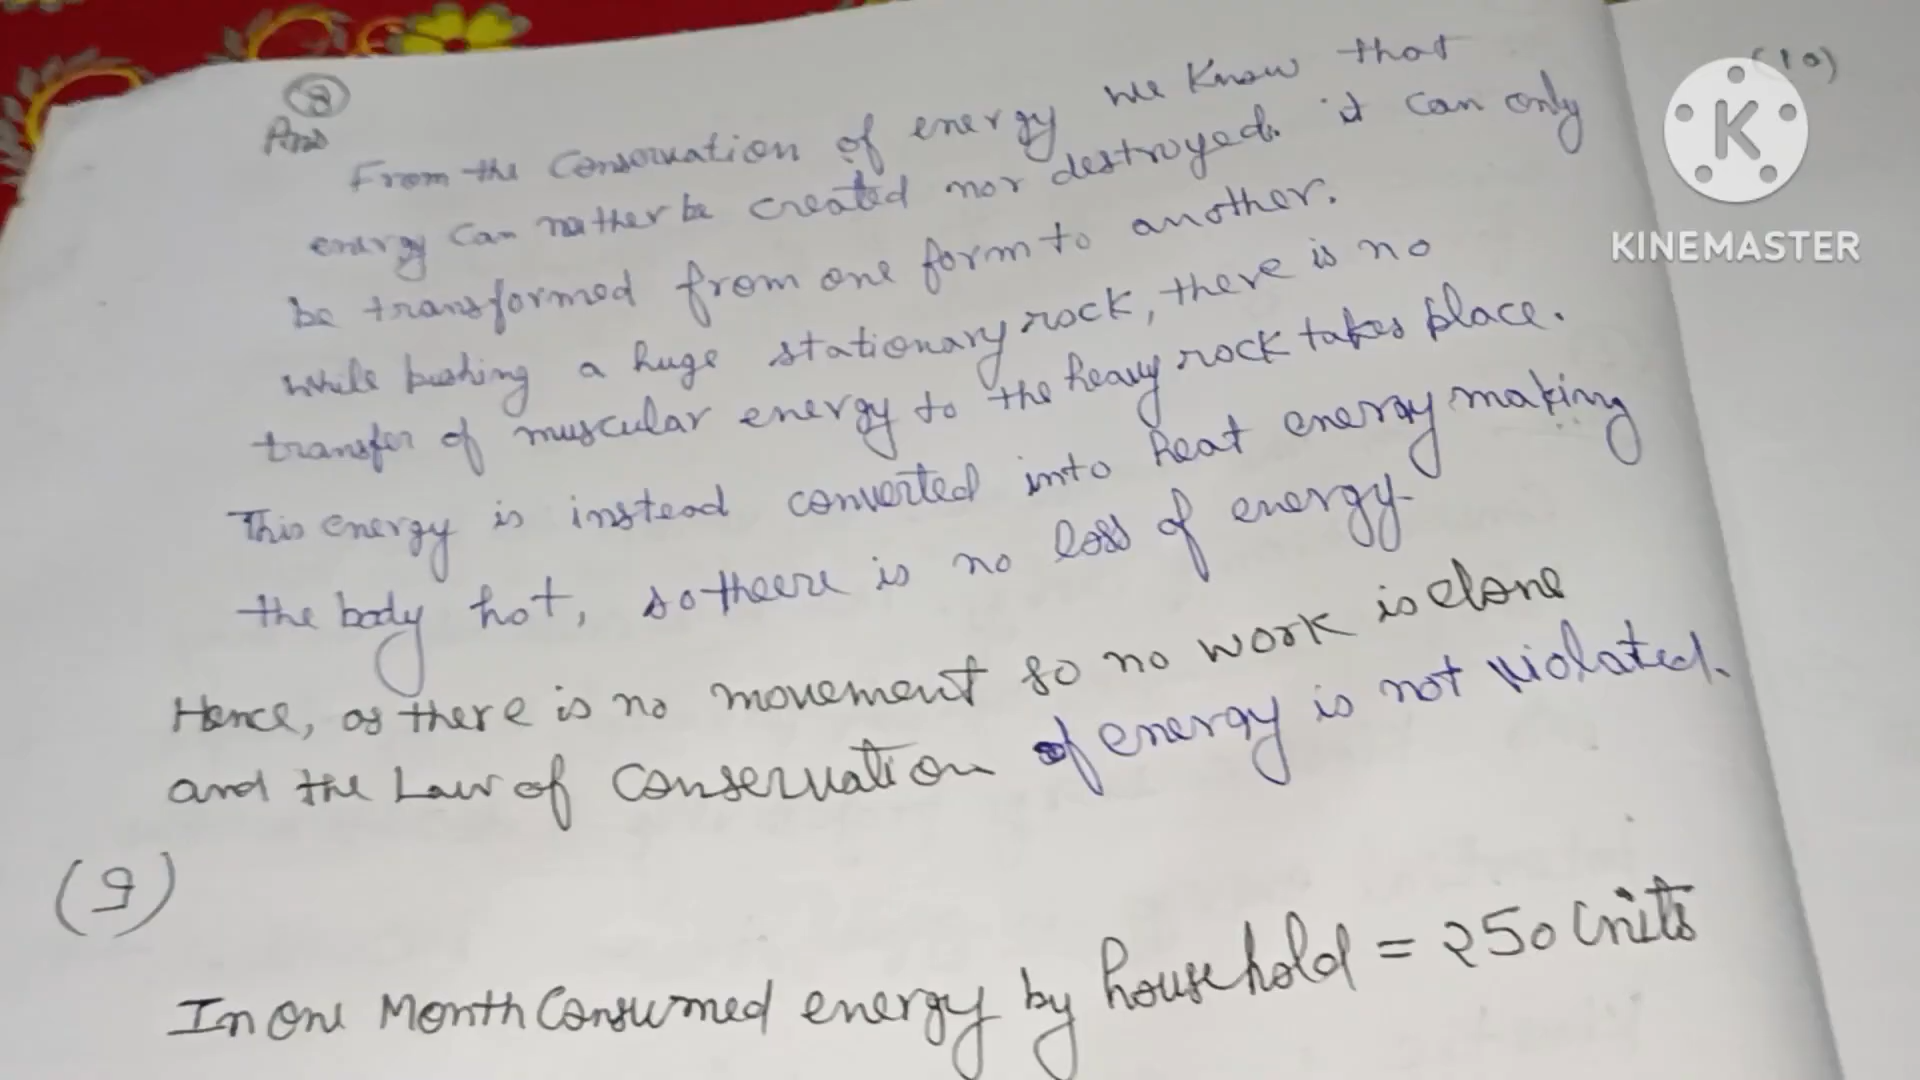 (8)
Ans
From the Conservation of energy we know that
energy can neither be created nor destroyed. it can only
be transformed from one form to another.
While pushing a huge stationary rock, there is no
transfer of muscular energy to the heavy rock takes place.
This energy is instead converted into heat energy making
the body hot, so theere is no loss of energy.
Hence, as there is no movement so no work is done
and the Law of Conservation of energy is not violated.
(9)
In one Month Consumed energy by household = 250 Units
(10)
K
KINEMASTER